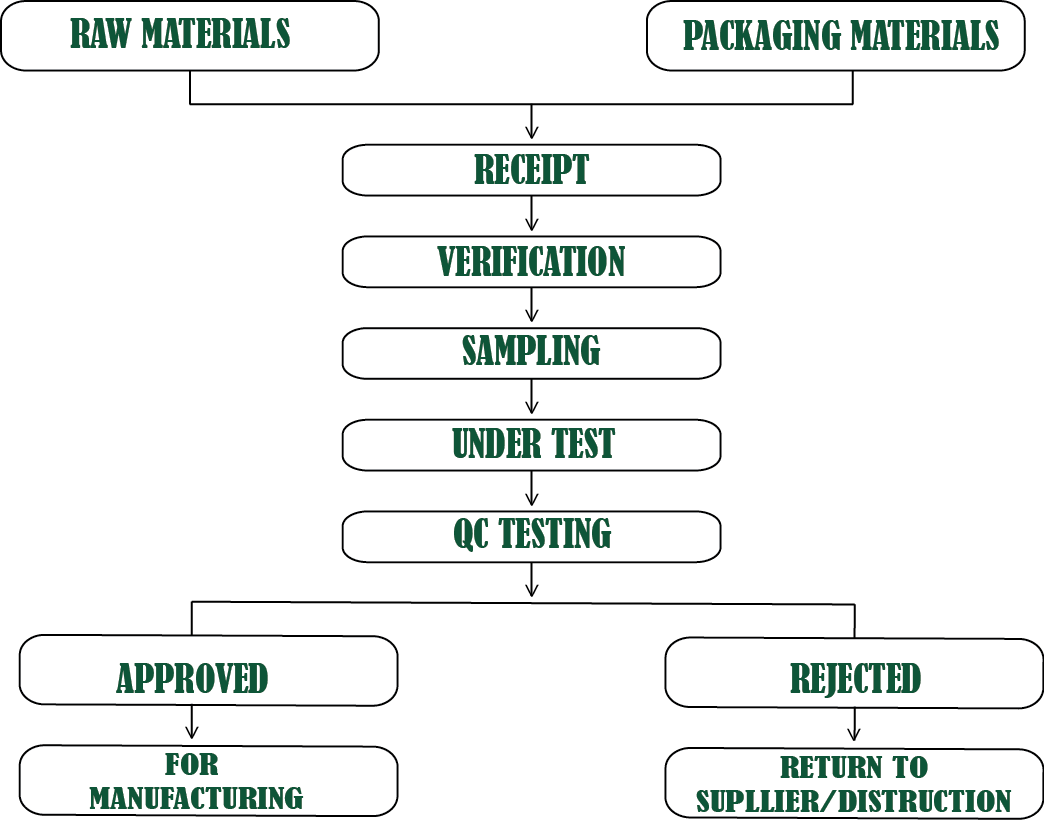 RAW MATERIALS
PACKAGING MATERIALS
RECEIPT
VERIFICATION
SAMPLING
UNDER TEST
QC TESTING
APPROVED
REJECTED
FOR
MANUFACTURING
RETURN TO
SUPLLIER/DISTRUCTION